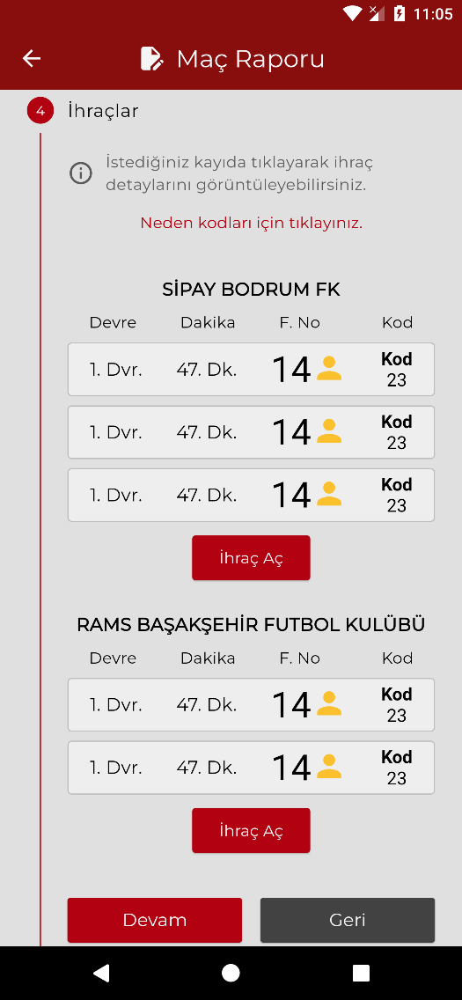 11:05
Maç Raporu
4 İhraçlar
İstediğiniz kayıda tıklayarak ihraç
detaylarını görüntüleyebilirsiniz.
Neden kodları için tıklayınız.
SİPAY BODRUM FK
Devre Dakika F. No Kod
1. Dvr. 47. Dk. 14 Kod
23
1. Dvr. 47. Dk. 14 Kod
23
1. Dvr. 47. Dk. 14 Kod
23
İhraç Aç
RAMS BAŞAKŞEHİR FUTBOL KULÜBÜ
Devre Dakika F. No Kod
1. Dvr. 47. Dk. 14 Kod
23
1. Dvr. 47. Dk. 14 Kod
23
İhraç Aç
Devam Geri